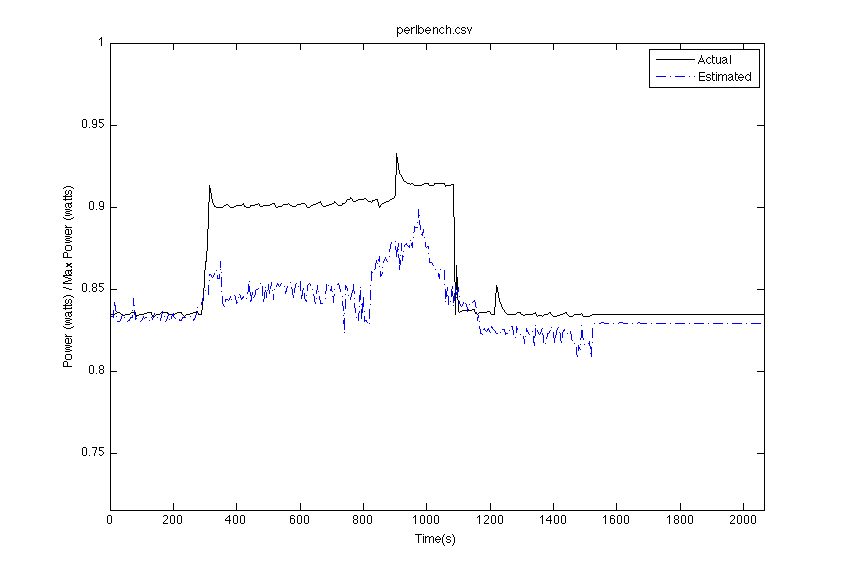 perlbench.csv
Actual
Estimated
1
0.95
0.9
0.85
0.8
0.75
Power (watts) / Max Power (watts)
0 200 400 600 800 1000 1200 1400 1600 1800 2000
Time(s)